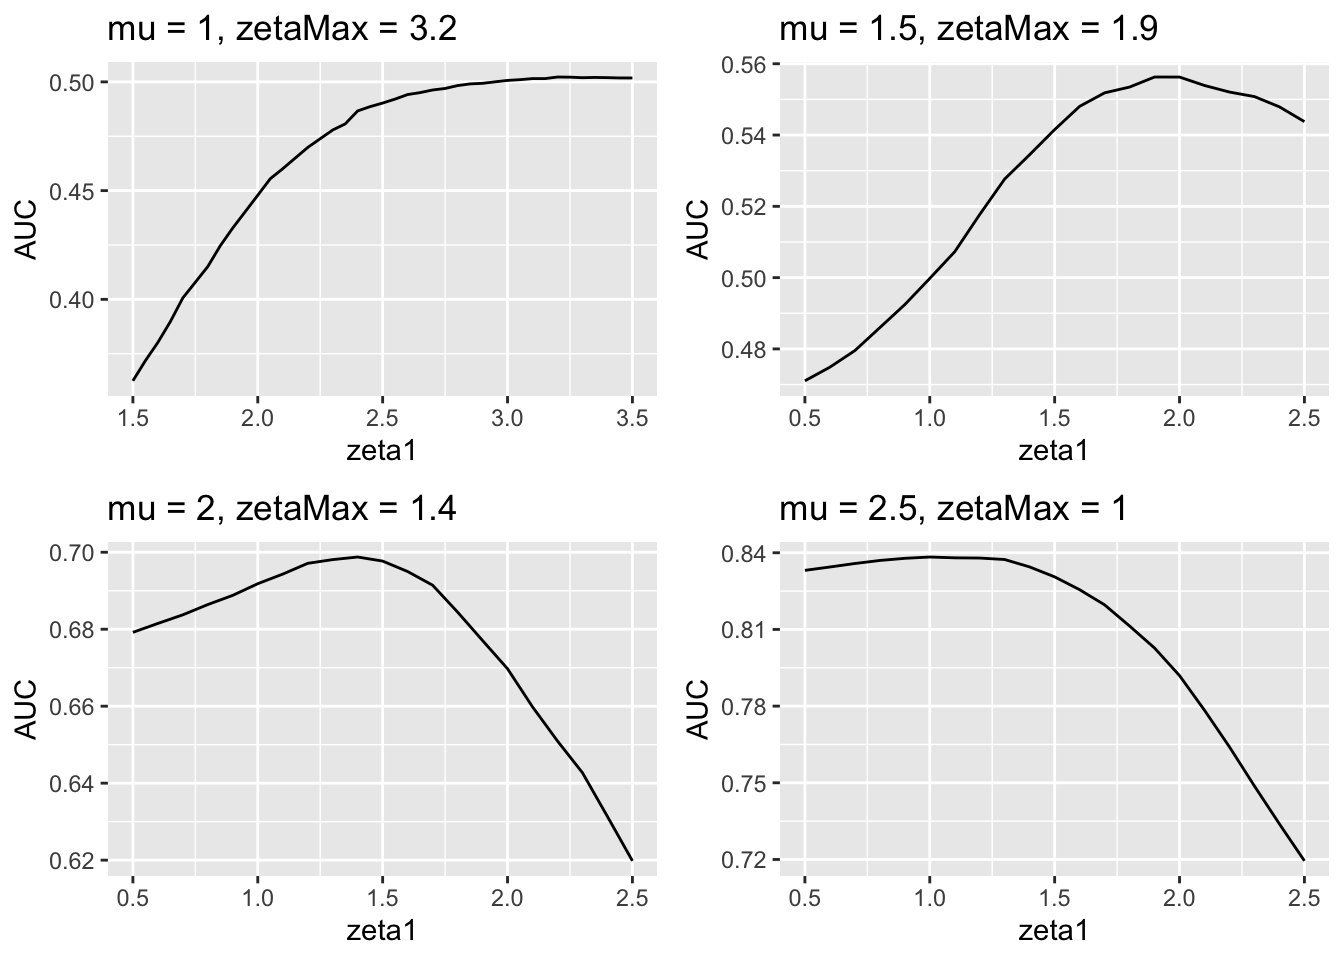 mu = 1, zetaMax = 3.2
0.50
0.45
0.40
AUC
1.5 2.0 2.5 3.0 3.5
zeta1
mu = 1.5, zetaMax = 1.9
0.56
0.54
0.52
0.50
0.48
AUC
0.5 1.0 1.5 2.0 2.5
zeta1
mu = 2, zetaMax = 1.4
0.70
0.68
0.66
0.64
0.62
AUC
0.5 1.0 1.5 2.0 2.5
zeta1
mu = 2.5, zetaMax = 1
0.84
0.81
0.78
0.75
0.72
AUC
0.5 1.0 1.5 2.0 2.5
zeta1